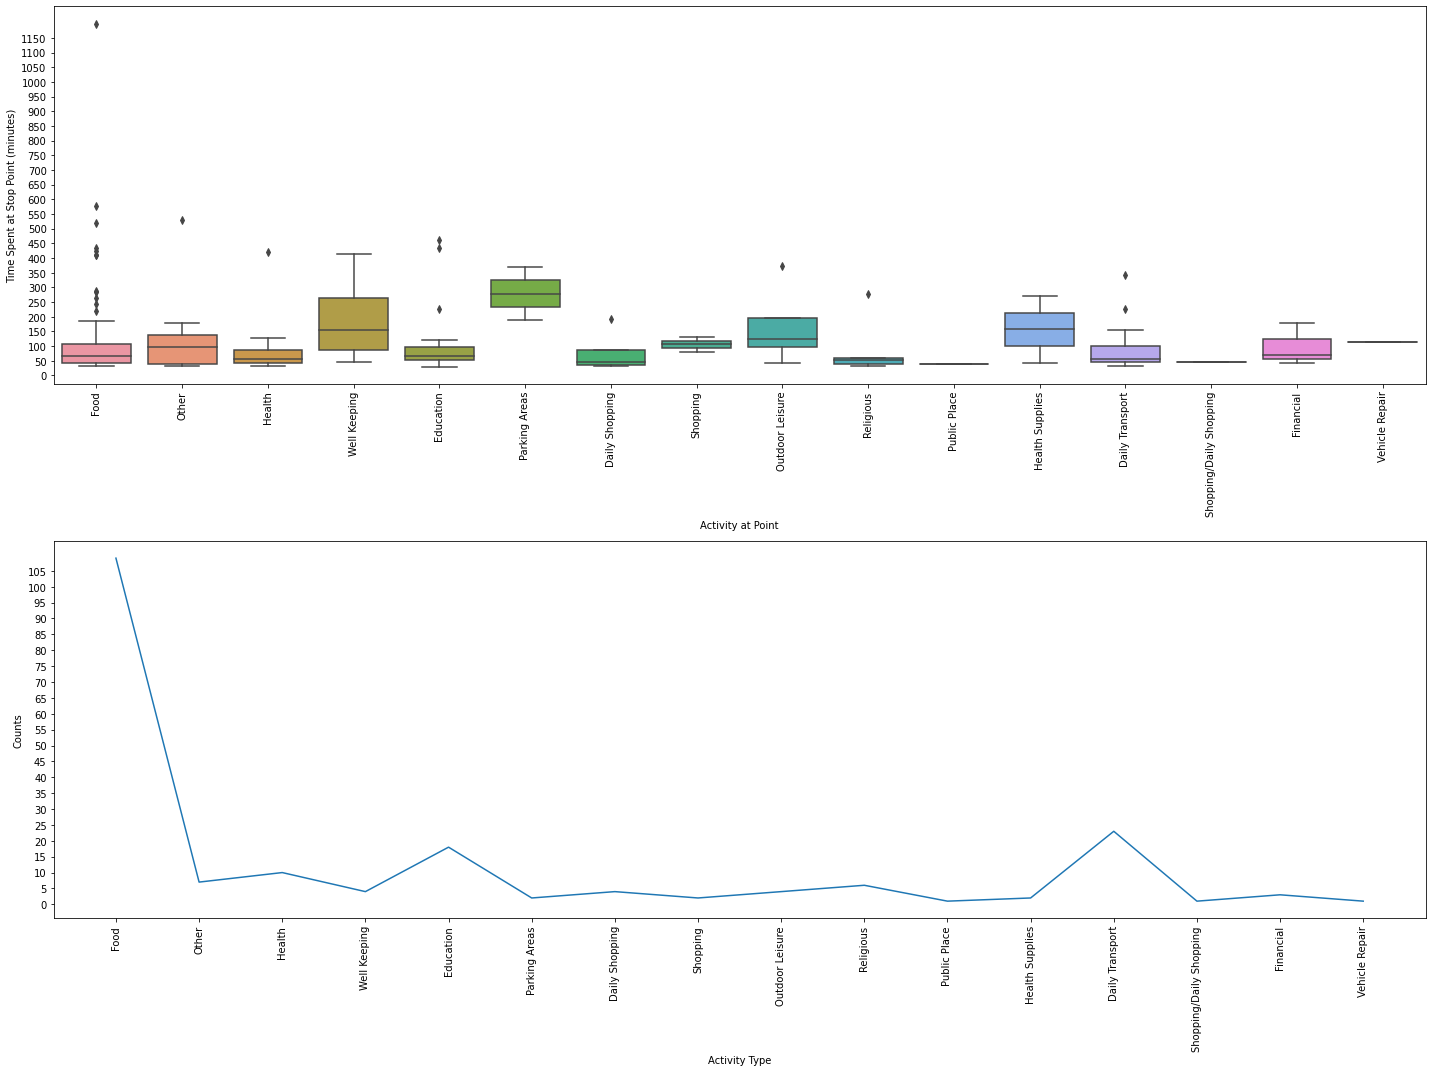 1150
1100
1050
1000
950
900
850
800
750
700
650
600
550
500
450
400
350
300
250
200
150
100
50
0
Time Spent at Stop Point (minutes)
Food
Other
Health
Well Keeping
Education
Parking Areas
Daily Shopping
Shopping
Outdoor Leisure
Religious
Public Place
Health Supplies
Daily Transport
Shopping/Daily Shopping
Financial
Vehicle Repair
Activity at Point
105
100
95
90
85
80
75
70
65
60
55
50
45
40
35
30
25
20
15
10
5
0
Counts
Food
Other
Health
Well Keeping
Education
Parking Areas
Daily Shopping
Shopping
Outdoor Leisure
Religious
Public Place
Health Supplies
Daily Transport
Shopping/Daily Shopping
Financial
Vehicle Repair
Activity Type